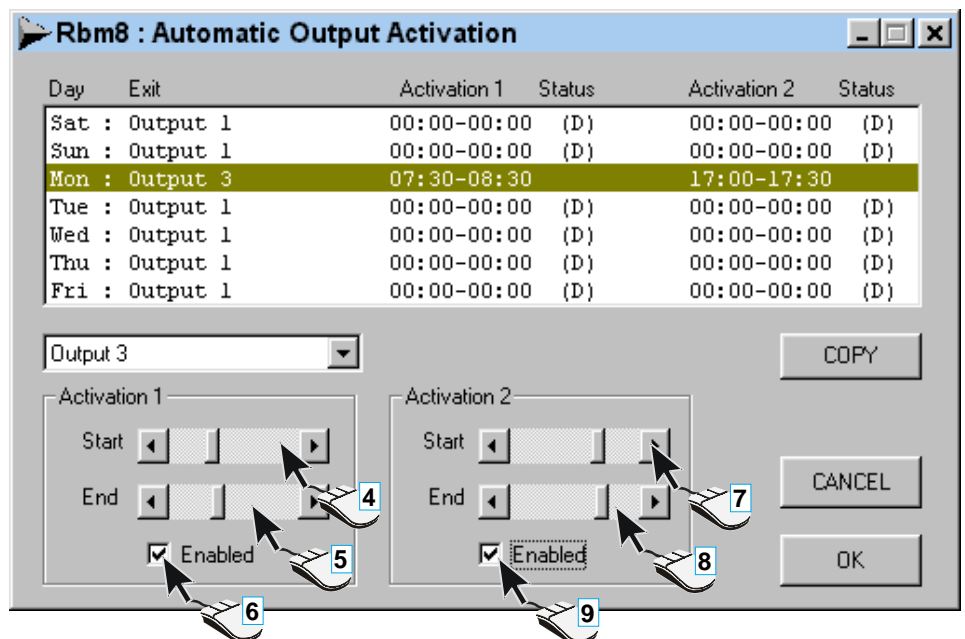 Rbm8 : Automatic Output Activation
Day Exit Activation 1 Status Activation 2 Status
Sat : Output 1 00:00-00:00 (D) 00:00-00:00 (D)
Sun : Output 1 00:00-00:00 (D) 00:00-00:00 (D)
Mon : Output 3 07:30-08:30 17:00-17:30
Tue : Output 1 00:00-00:00 (D) 00:00-00:00 (D)
Wed : Output 1 00:00-00:00 (D) 00:00-00:00 (D)
Thu : Output 1 00:00-00:00 (D) 00:00-00:00 (D)
Fri : Output 1 00:00-00:00 (D) 00:00-00:00 (D)
Output 3
COPY
Activation 1
Start
4
End
5
Enabled
6
Activation 2
Start
7
End
8
Enabled
9
CANCEL
OK